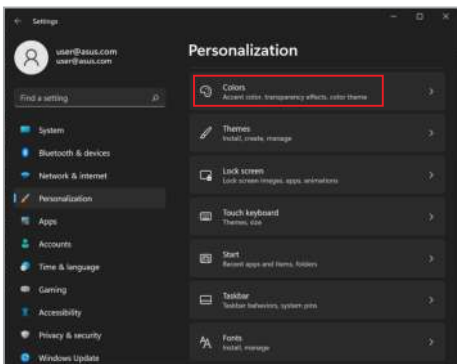 Settings
user@asus.com
user@asus.com
Find a setting
System
Bluetooth & devices
Network & internet
Personalization
Apps
Accounts
Time & language
Gaming
Accessibility
Privacy & security
Windows Update
Personalization
Colors
Accent color, transparency effects, color theme
Themes
Install, create, manage
Lock screen
Lock screen images, apps, animations
Touch keyboard
Themes, size
Start
Recent apps and items, folders
Taskbar
Taskbar behaviors, system pins
Fonts
Install, manage